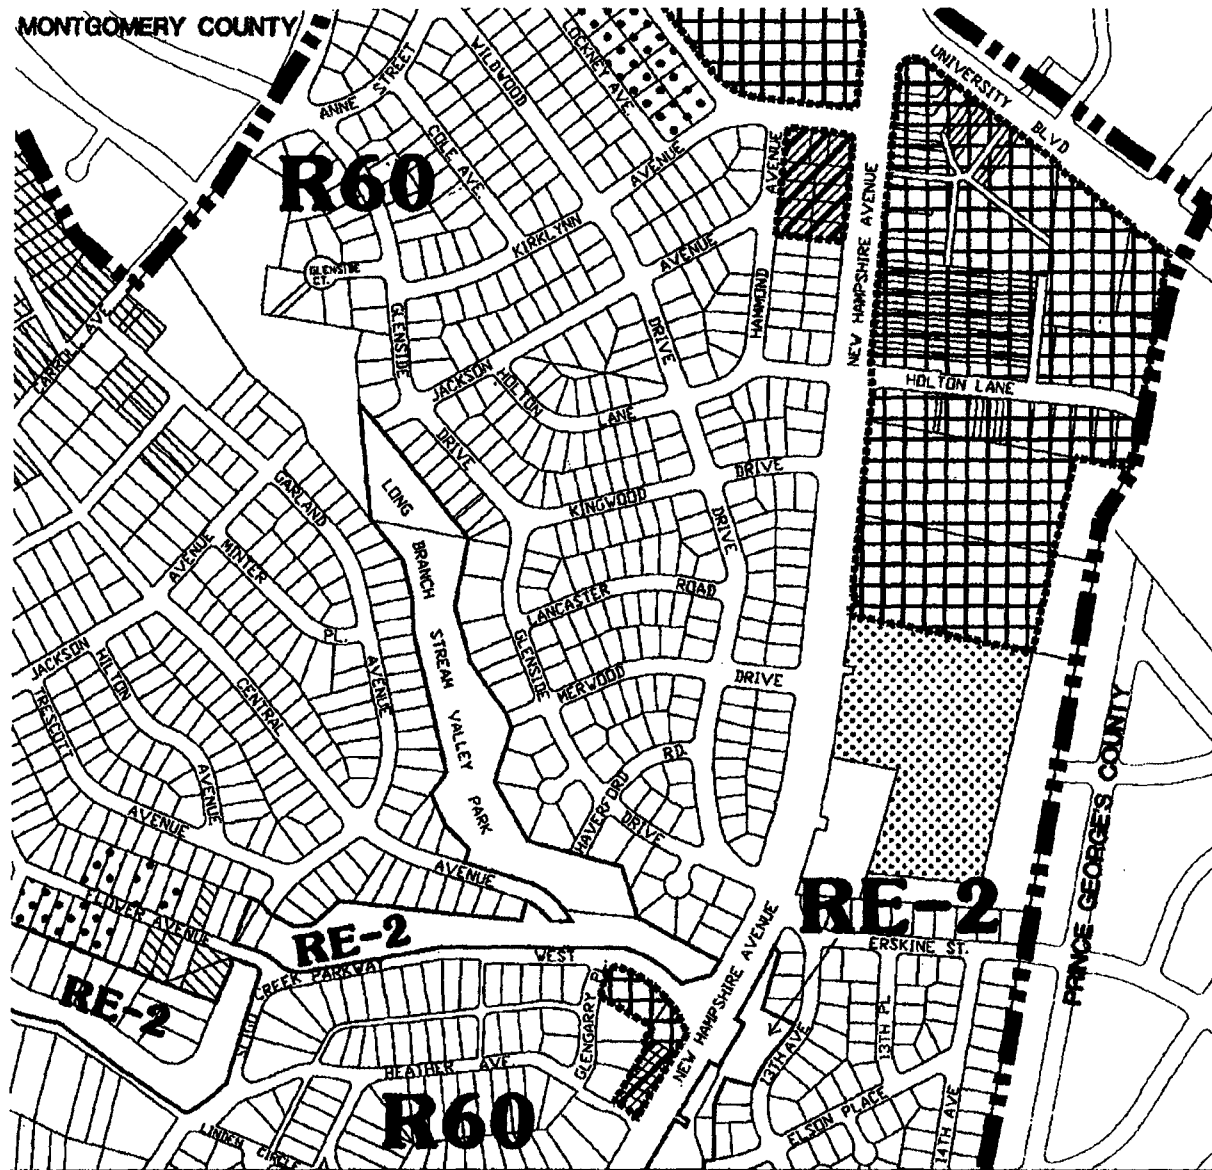 MONTGOMERY COUNTY
ANNE STREET
WILDWOOD
LOCKNEY AVE.
UNIVERSITY BLVD
COLE AVE.
AVENUE
AVENUE
R60
KIRKLYNN
AVENUE
NEW HAMPSHIRE AVENUE
GLENSIDE
CT.
HAMMOND
GLENSIDE
DRIVE
CARROLL AVE
JACKSON
HOLTON
LANE
HOLTON LANE
DRIVE
DRIVE
KINGWOOD
GARLAND
LONG
DRIVE
AVENUE
MINTER
BRANCH
LANCASTER
ROAD
PL.
STREAM
GLENSIDE
JACKSON
HILTON
AVENUE
MERWOOD
DRIVE
TRESCOTT
CENTRAL
VALLEY
PRINCE GEORGES COUNTY
RD.
AVENUE
HAVERFORD
AVENUE
PARK
DRIVE
AVENUE
RE-2
AVENUE
RE-2
WEST
NEW HAMPSHIRE AVENUE
ERSKINE ST.
CREEK PARKWAY
RE-2
SLIGO
GLENGARRY
PL.
13TH PL
13TH AVE
HEATHER AVE
R60
ELSON PLACE
14TH AVE
LINDEN
CIRCLE